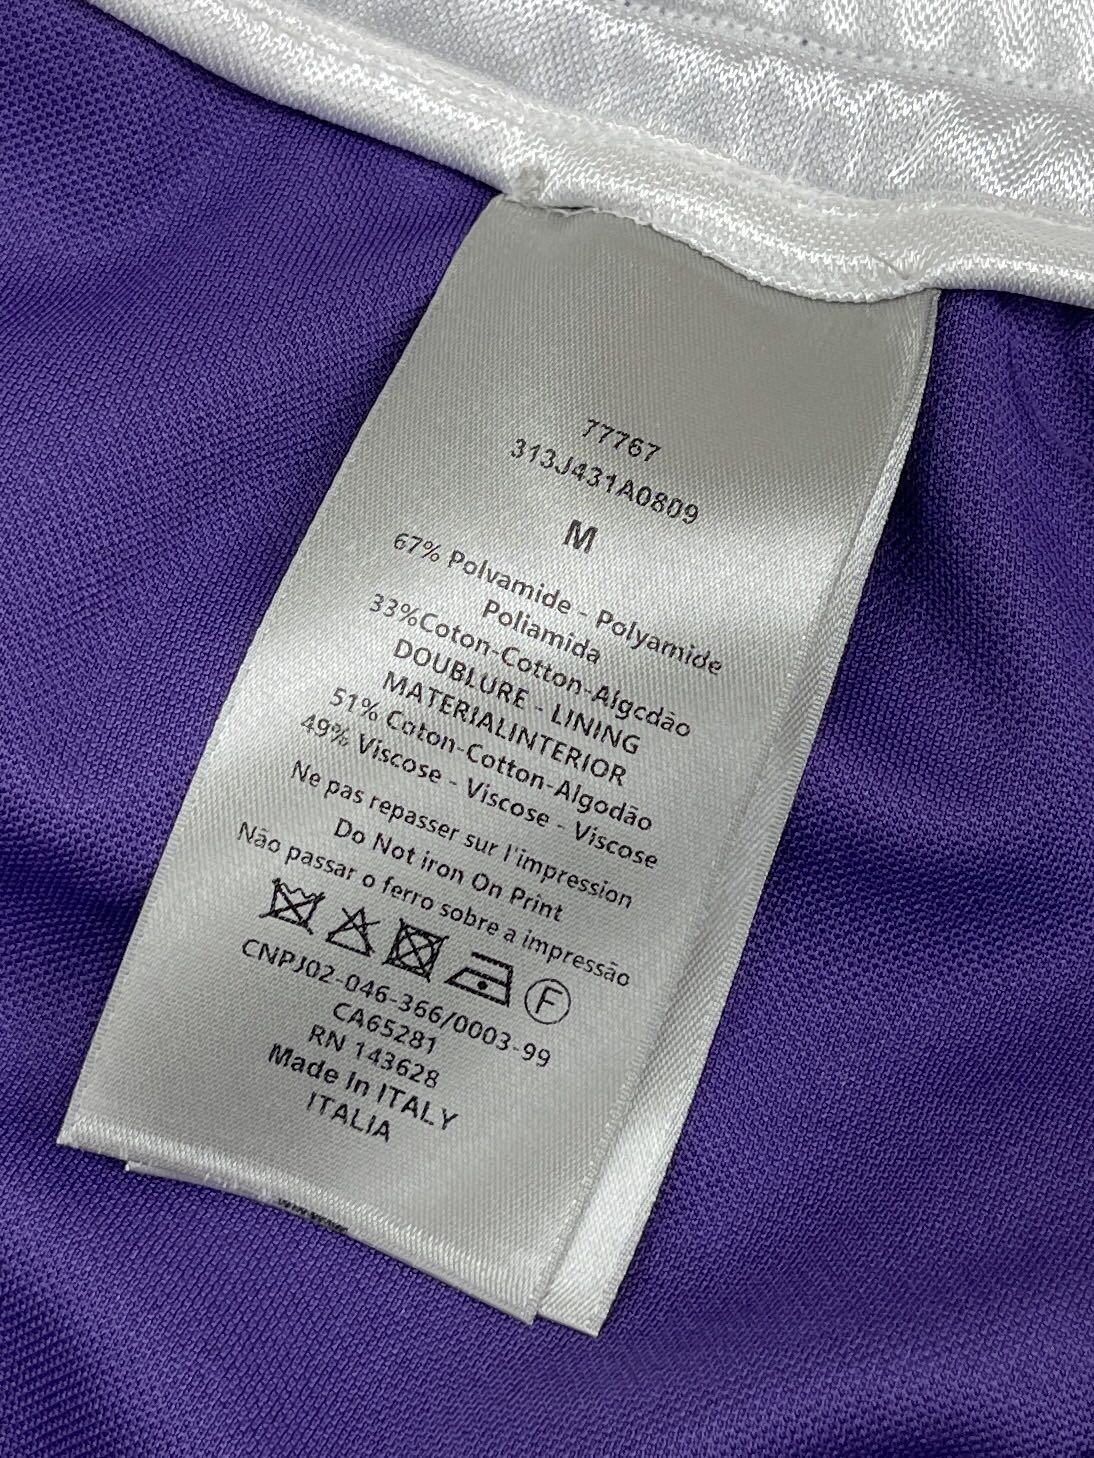 77767
313J431A0809
M
67% Polvamide - Polyamide
Poliamida
33%Coton-Cotton-Algcdão
DOUBLURE - LINING
MATERIALINTERIOR
51% Coton-Cotton-Algodão
49% Viscose - Viscose - Viscose
Ne pas repasser sur l'impression
Do Not iron On Print
Não passar o ferro sobre a impressão
F
CNPJ02-046-366/0003-99
CA65281
RN 143628
Made In ITALY
ITALIA